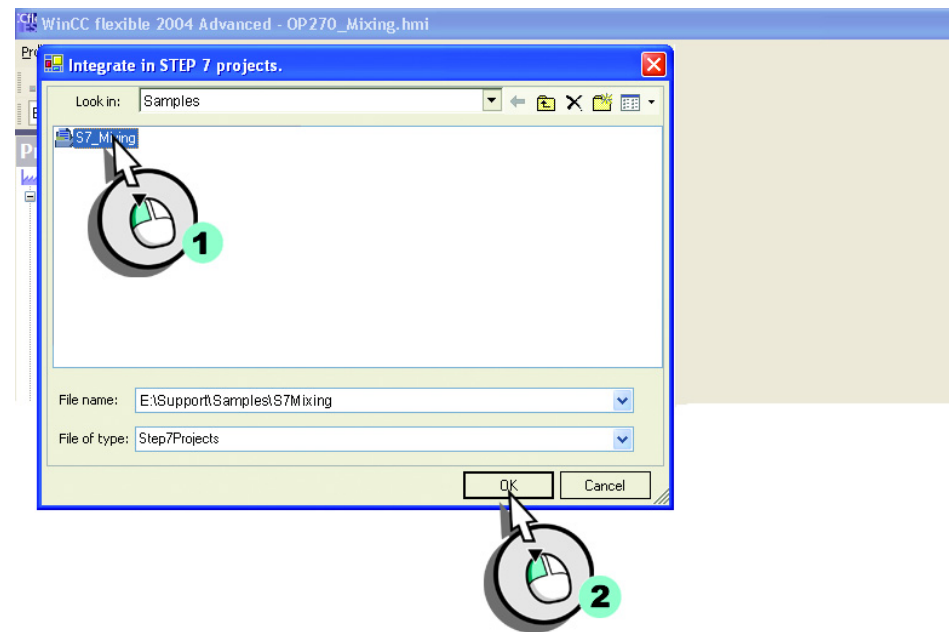 WinCC flexible 2004 Advanced - OP270_Mixing.hmi
Integrate in STEP 7 projects.
Look in: Samples
S7_Mixing
1
File name: E:\Support\Samples\S7Mixing
File of type: Step7Projects
OK Cancel
2